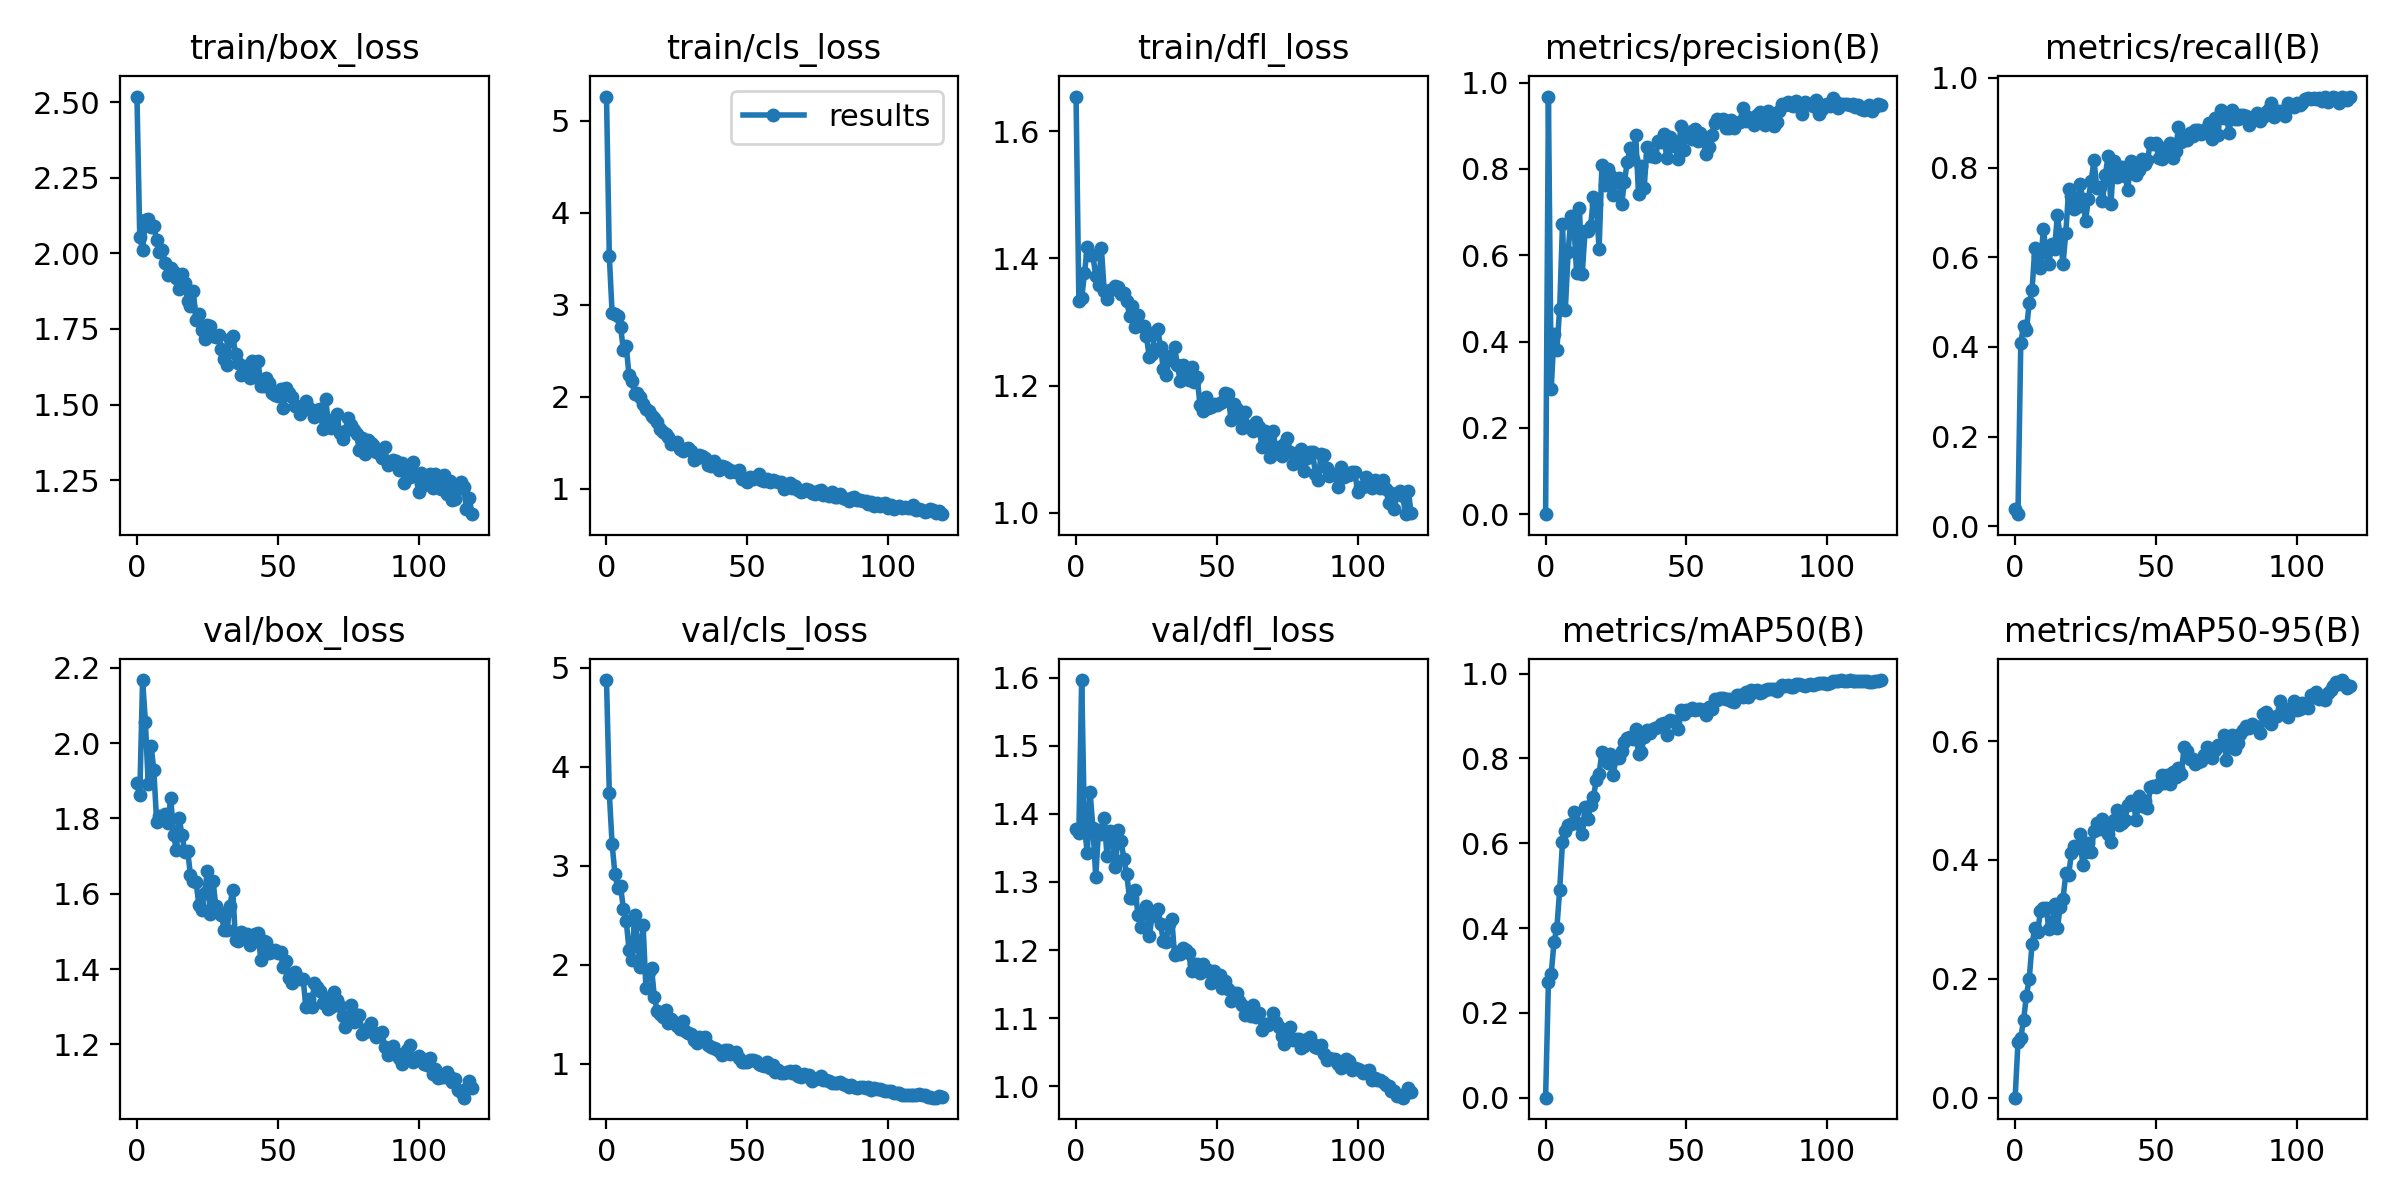 train/box_loss
2.50
2.25
2.00
1.75
1.50
1.25
0 50 100
train/cls_loss
results
5
4
3
2
1
0 50 100
train/dfl_loss
1.6
1.4
1.2
1.0
0 50 100
metrics/precision(B)
1.0
0.8
0.6
0.4
0.2
0.0
0 50 100
metrics/recall(B)
1.0
0.8
0.6
0.4
0.2
0.0
0 50 100
val/box_loss
2.2
2.0
1.8
1.6
1.4
1.2
0 50 100
val/cls_loss
5
4
3
2
1
0 50 100
val/dfl_loss
1.6
1.5
1.4
1.3
1.2
1.1
1.0
0 50 100
metrics/mAP50(B)
1.0
0.8
0.6
0.4
0.2
0.0
0 50 100
metrics/mAP50-95(B)
0.6
0.4
0.2
0.0
0 50 100